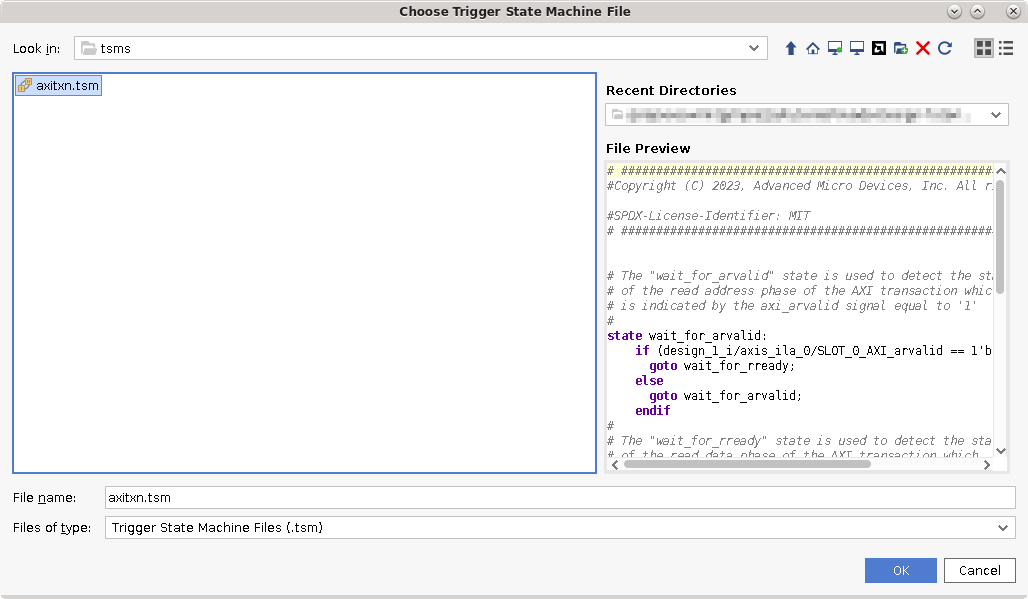 Choose Trigger State Machine File
Look in: tsms
axitxn.tsm
Recent Directories
File Preview
# #####################################################
#Copyright (C) 2023, Advanced Micro Devices, Inc. All
#SPDX-License-Identifier: MIT
# #####################################################
# The "wait_for_arvalid" state is used to detect the
# of the read address phase of the AXI transaction
# is indicated by the axi_arvalid signal equal to '1'
#
state wait_for_arvalid:
if (design_1_i/axis_ila_0/SLOT_0_AXI_arvalid == 1'b
goto wait_for_rready;
else
goto wait_for_arvalid;
endif
#
# The "wait_for_rready" state is used to detect the
# of the read data phase of the AXI transaction which
File name: axitxn.tsm
Files of type: Trigger State Machine Files (.tsm)
OK Cancel